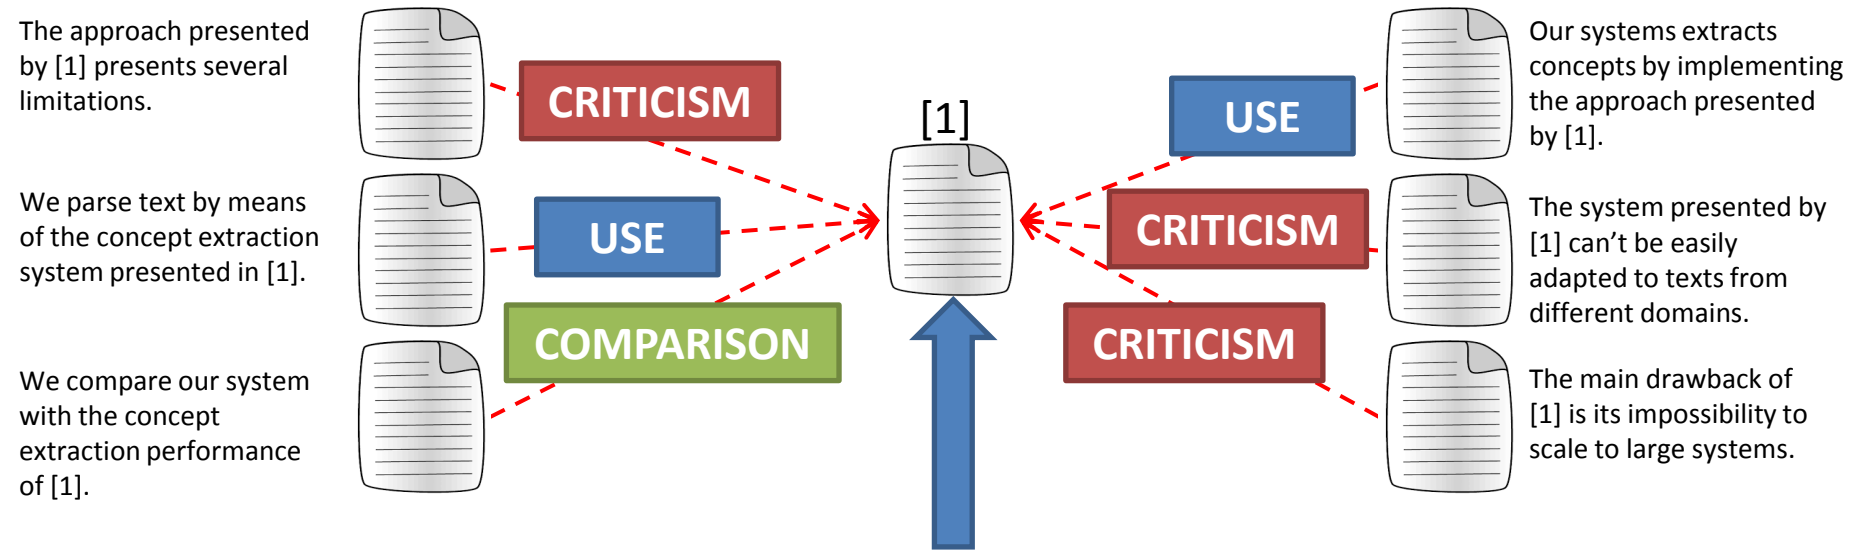 The approach presented
by [1] presents several
limitations.
CRITICISM
We parse text by means
of the concept extraction
system presented in [1].
USE
We compare our system
with the concept
extraction performance
of [1].
COMPARISON
[1]
USE
Our systems extracts
concepts by implementing
the approach presented
by [1].
CRITICISM
The system presented by
[1] can’t be easily
adapted to texts from
different domains.
CRITICISM
The main drawback of
[1] is its impossibility to
scale to large systems.